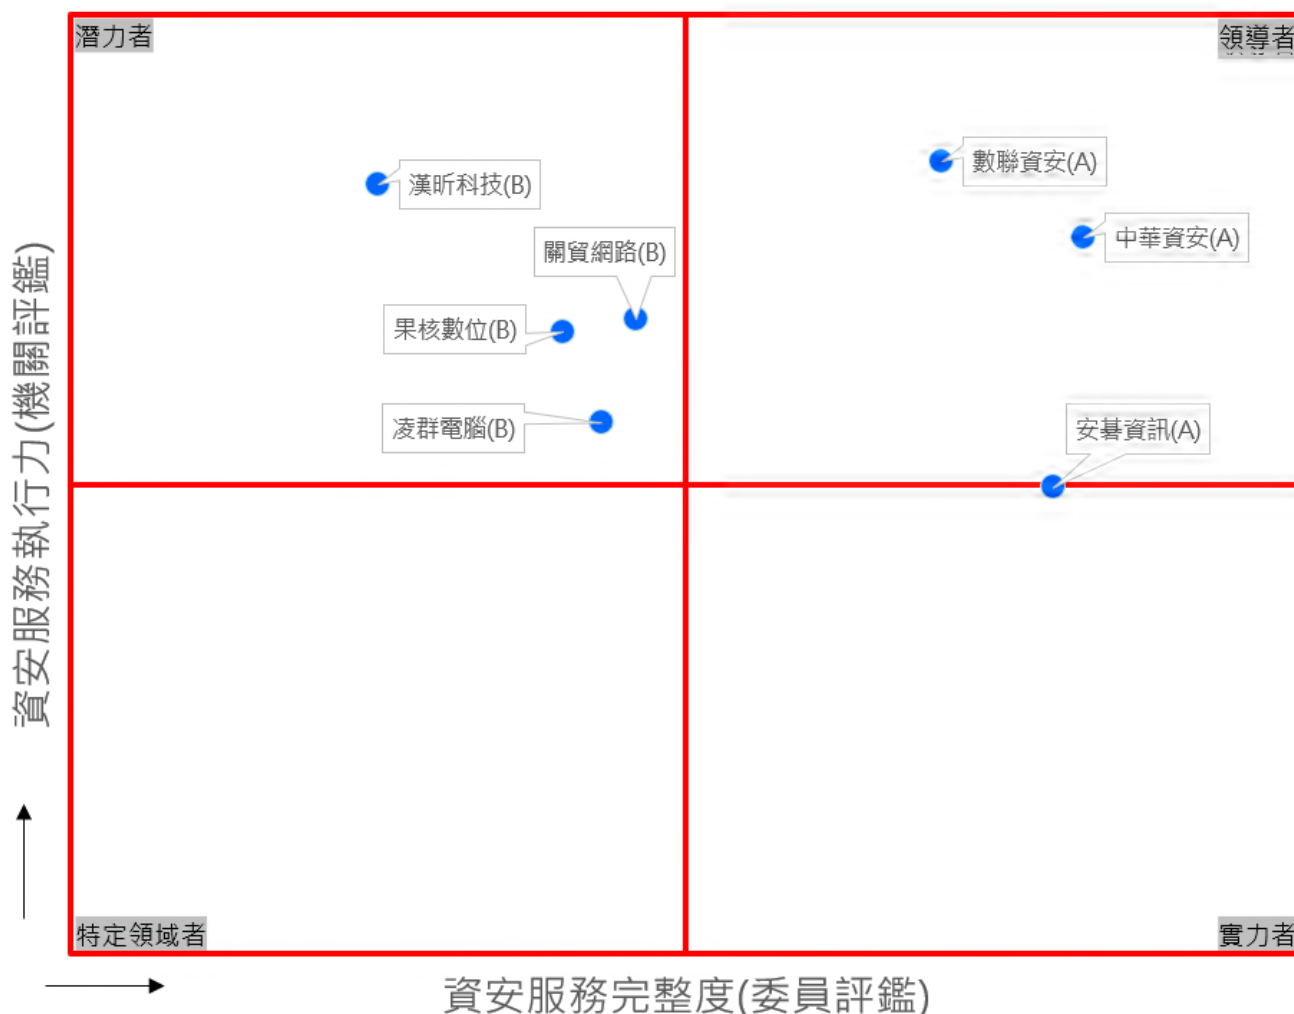 潛力者
領導者
數聯資安(A)
漢昕科技(B)
中華資安(A)
關貿網路(B)
果核數位(B)
凌群電腦(B)
安碁資訊(A)
資安服務執行力(機關評鑑)
特定領域者
實力者
資安服務完整度(委員評鑑)